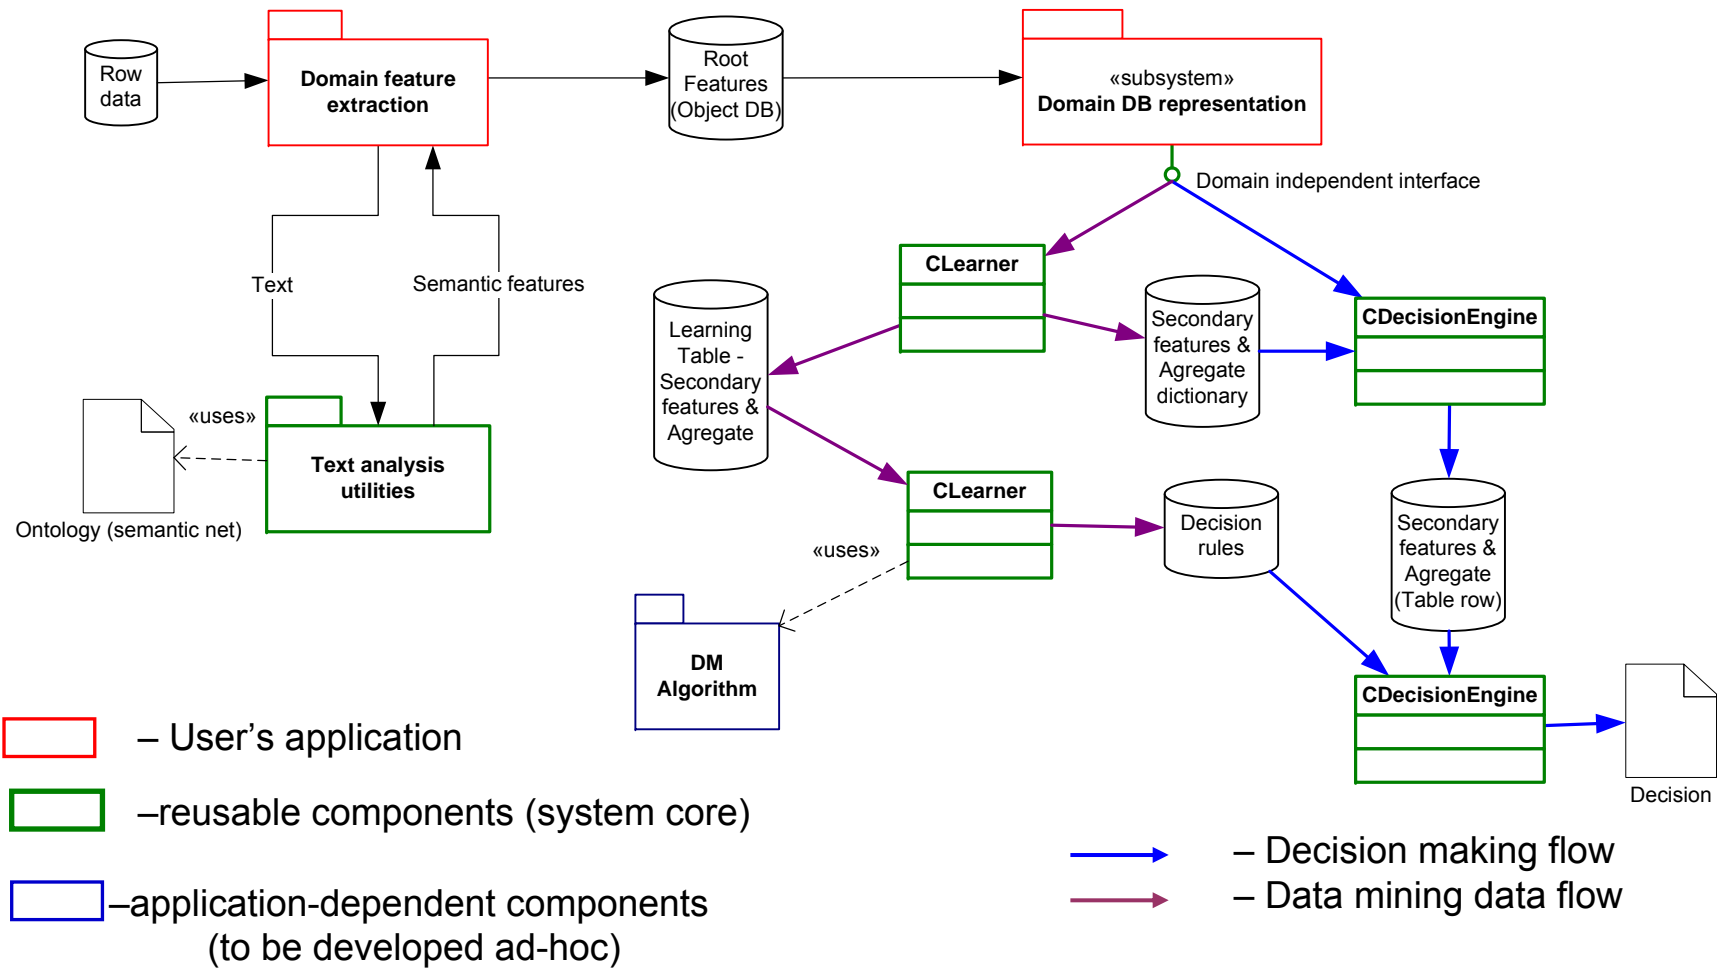 Row
data
Domain feature
extraction
Root
Features
(Object DB)
«subsystem»
Domain DB representation
Domain independent interface
Text
Semantic features
CLearner
Learning
Table -
Secondary
features &
Agregate
Secondary
features &
Agregate
dictionary
CDecisionEngine
«uses»
Text analysis
utilities
Ontology (semantic net)
CLearner
«uses»
Decision
rules
Secondary
features &
Agregate
(Table row)
DM
Algorithm
CDecisionEngine
Decision
– User’s application
–reusable components (system core)
–application-dependent components
(to be developed ad-hoc)
– Decision making flow
– Data mining data flow